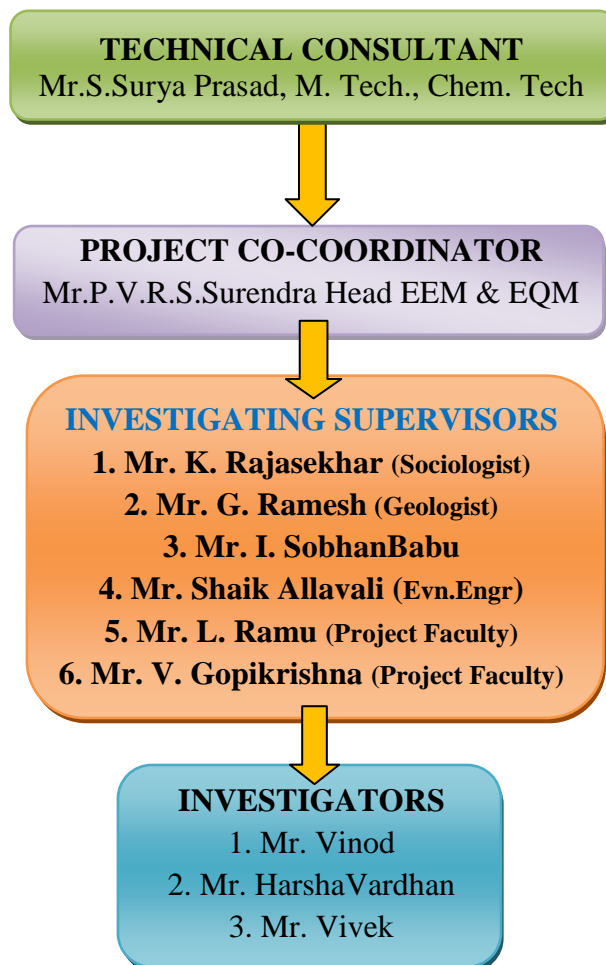 TECHNICAL CONSULTANT
Mr.S.Surya Prasad, M. Tech., Chem. Tech
PROJECT CO-COORDINATOR
Mr.P.V.R.S.Surendra Head EEM & EQM
INVESTIGATING SUPERVISORS
1. Mr. K. Rajasekhar (Sociologist)
2. Mr. G. Ramesh (Geologist)
3. Mr. I. SobhanBabu
4. Mr. Shaik Allavali (Evn.Engr)
5. Mr. L. Ramu (Project Faculty)
6. Mr. V. Gopikrishna (Project Faculty)
INVESTIGATORS
1. Mr. Vinod
2. Mr. HarshaVardhan
3. Mr. Vivek